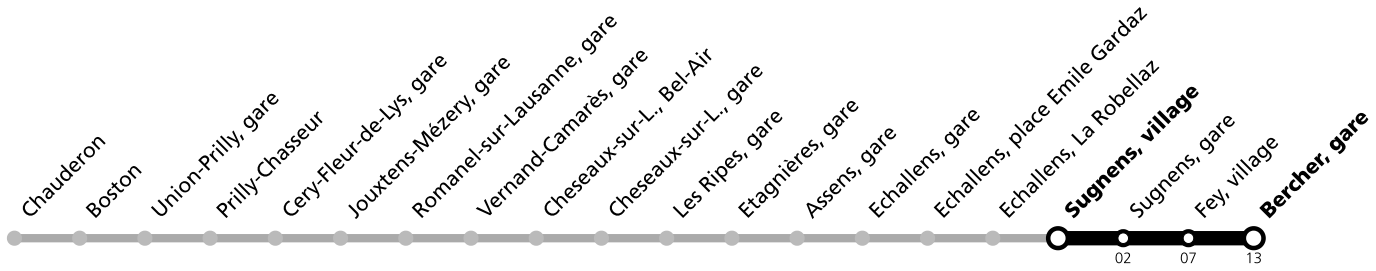 Chauderon
Boston
Union-Prilly, gare
Prilly-Chasseur
Cery-Fleur-de-Lys, gare
Jouxtens-Mézery, gare
Romanel-sur-Lausanne, gare
Vernand-Camarès, gare
Cheseaux-sur-L., Bel-Air
Cheseaux-sur-L., gare
Les Ripes, gare
Etagnières, gare
Assens, gare
Echallens, gare
Echallens, place Emile Gardaz
Echallens, La Robellaz
Sugnens, village
Sugnens, gare
Fey, village
Bercher, gare
02
07
13